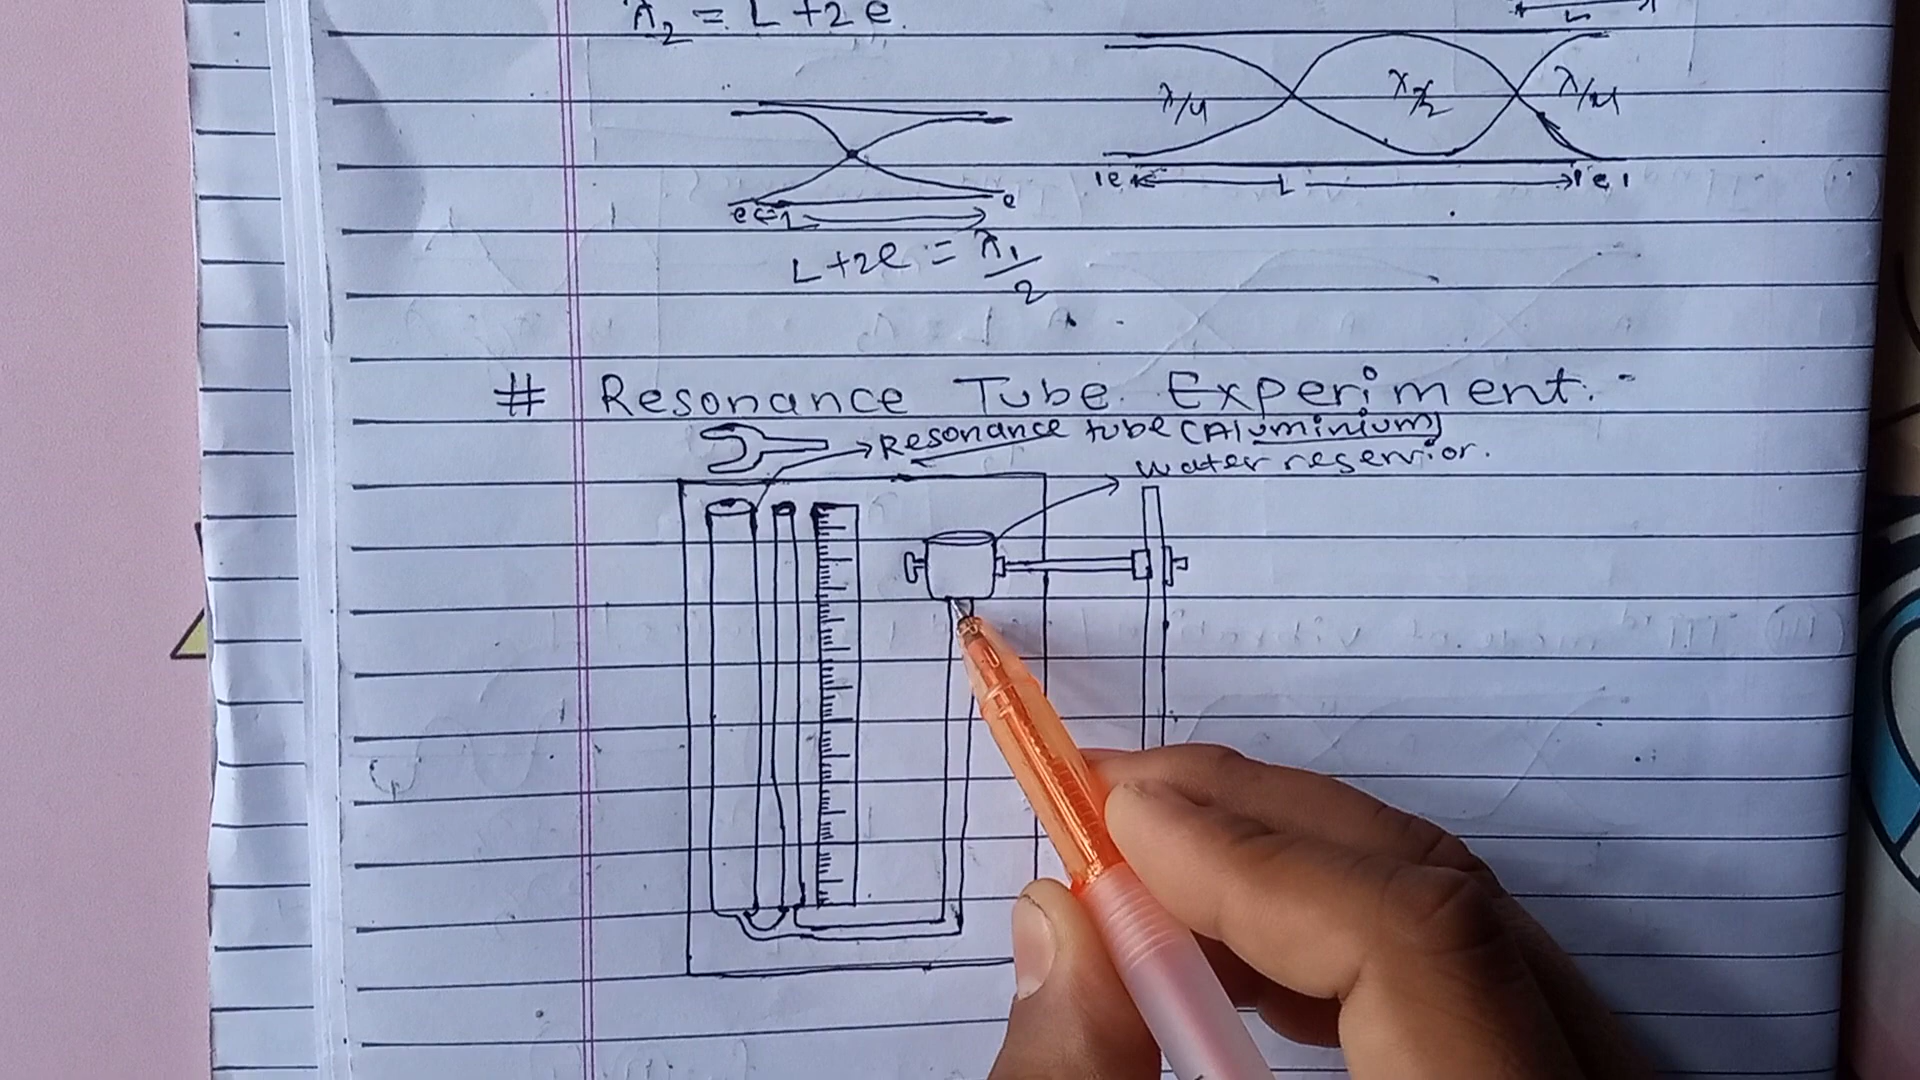 λ₂ = L + 2e.
L
λ/4 λ/2 λ/4
e L e
e L e
L + 2e = λ₁/2
# Resonance Tube Experiment:-
Resonance tube (Aluminium)
water reservior.